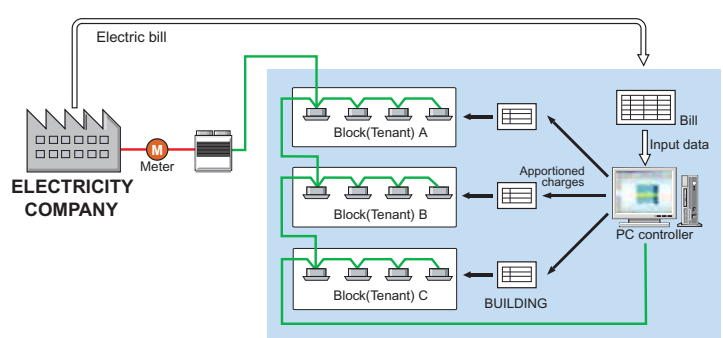 Electric bill
M
Meter
ELECTRICITY
COMPANY
Block(Tenant) A
Block(Tenant) B
Block(Tenant) C
Apportioned
charges
BUILDING
Bill
Input data
PC controller